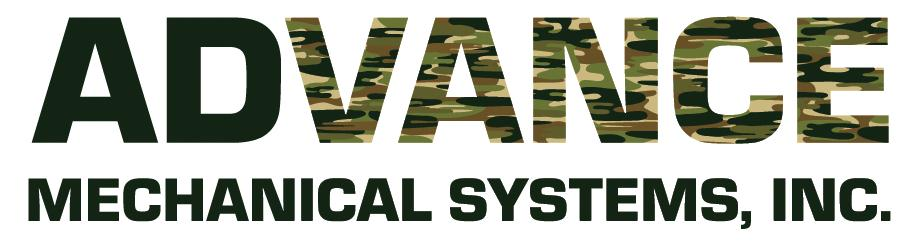 ADVANCE
MECHANICAL SYSTEMS, INC.